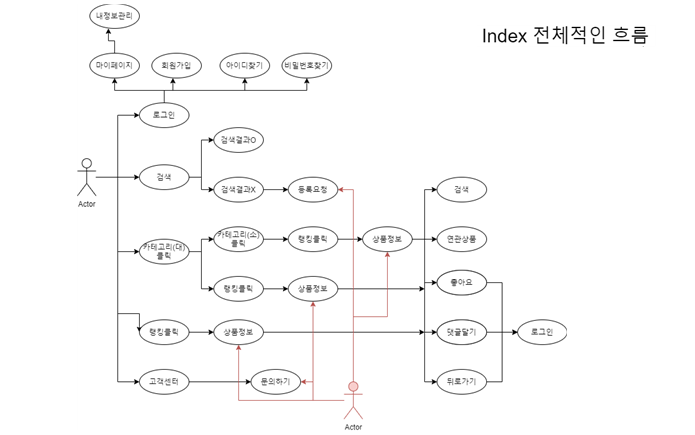 Index 전체적인 흐름
내정보관리
마이페이지
회원가입
아이디찾기
비밀번호찾기
로그인
검색결과O
검색
검색결과X
등록요청
검색
Actor
카테고리(대)
클릭
카테고리(소)
클릭
랭킹클릭
상품정보
연관상품
랭킹클릭
상품정보
좋아요
랭킹클릭
상품정보
댓글달기
로그인
고객센터
문의하기
뒤로가기
Actor